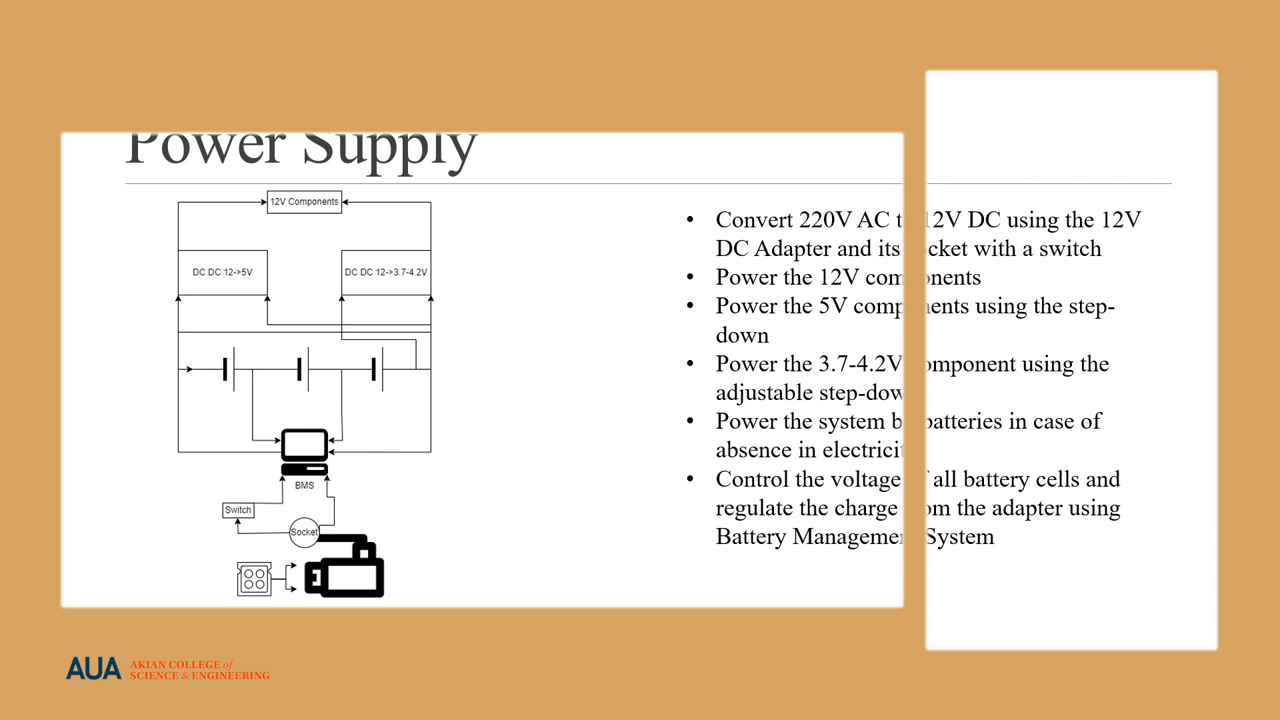 Power Supply
12V Components
DC DC 12->5V
DC DC 12->3.7-4.2V
BMS
Switch
Socket
• Convert 220V AC t 12V DC using the 12V
DC Adapter and its cket with a switch
• Power the 12V com onents
• Power the 5V comp ents using the step-
down
• Power the 3.7-4.2V omponent using the
adjustable step-dow
• Power the system b batteries in case of
absence in electrici
• Control the voltage f all battery cells and
regulate the charge om the adapter using
Battery Managemen System
AUA AKIAN COLLEGE of
SCIENCE & ENGINEERING